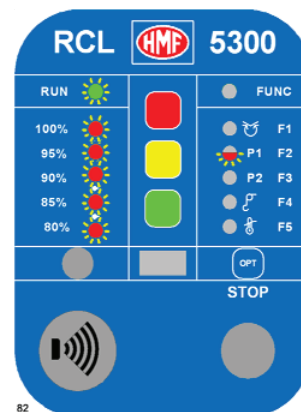 RCL HMF 5300
RUN FUNC
100% F1
95% P1 F2
90% P2 F3
85% F4
80% F5
OPT
STOP
82